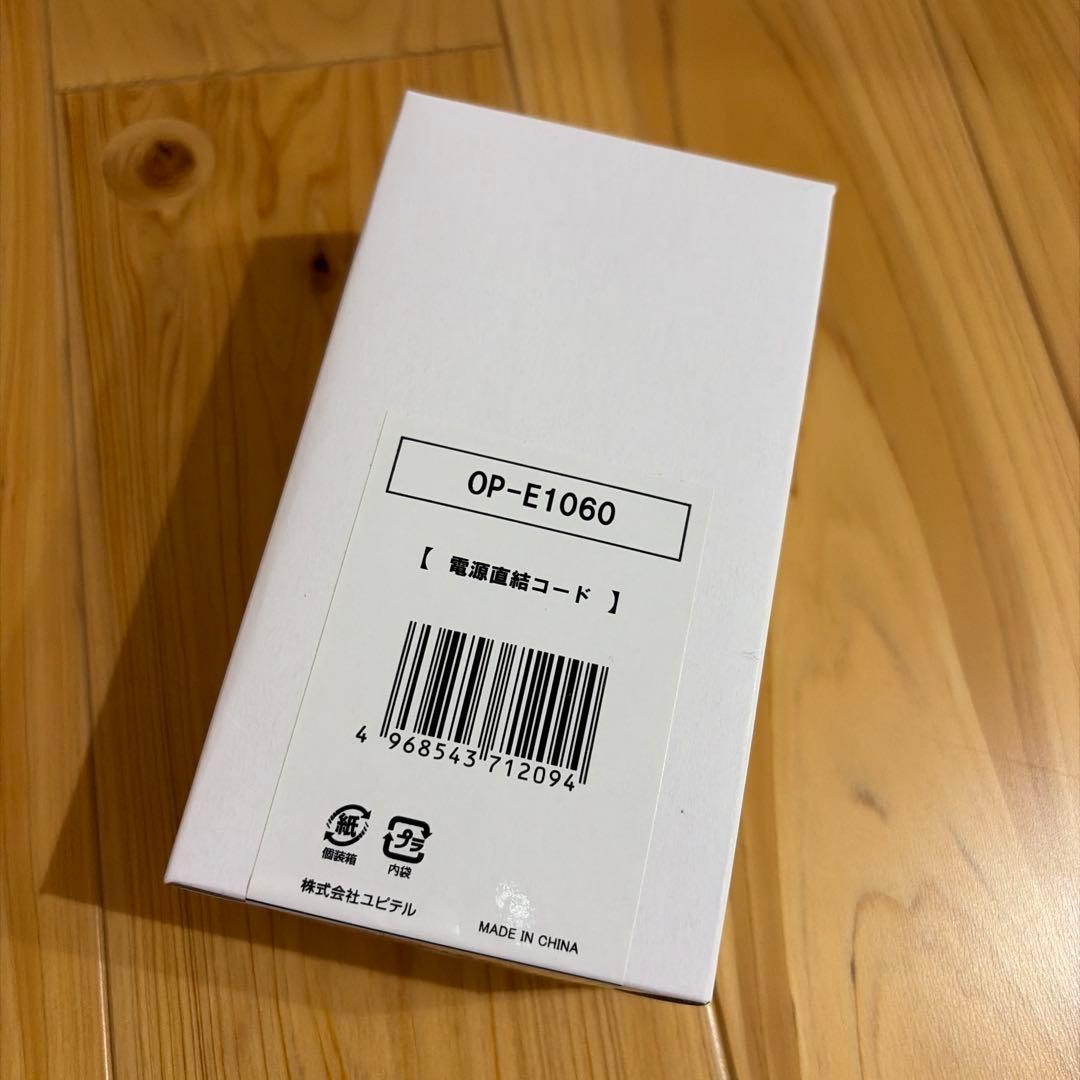 OP-E1060
【 電源直結コード 】
4 968543 712094
紙 プラ
個装箱 内袋
株式会社ユピテル
MADE IN CHINA